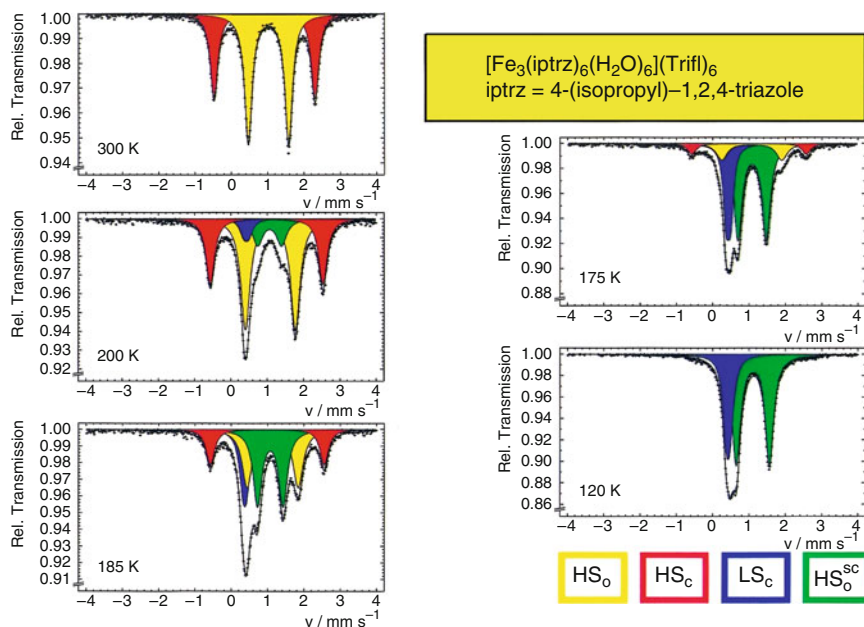 [Fe₃(iptrz)₆(H₂O)₆](Trifl)₆
iptrz = 4-(isopropyl)–1,2,4-triazole
Rel. Transmission
1.00
0.99
0.98
0.97
0.96
0.95
0.94
300 K
−4 −3 −2 −1 0 1 2 3 4
v / mm s⁻¹
Rel. Transmission
1.00
0.99
0.98
0.97
0.96
0.95
0.94
0.93
0.92
200 K
−4 −3 −2 −1 0 1 2 3 4
v / mm s⁻¹
Rel. Transmission
1.00
0.99
0.98
0.97
0.96
0.95
0.94
0.93
0.92
0.91
185 K
−4 −3 −2 −1 0 1 2 3 4
v / mm s⁻¹
Rel. Transmission
1.00
0.98
0.96
0.94
0.92
0.90
0.88
175 K
−4 −3 −2 −1 0 1 2 3 4
v / mm s⁻¹
Rel. Transmission
1.00
0.98
0.96
0.94
0.92
0.90
0.88
0.86
120 K
−4 −3 −2 −1 0 1 2 3 4
v / mm s⁻¹
HSₒ HS꜀ LS꜀ HSₒˢᶜ